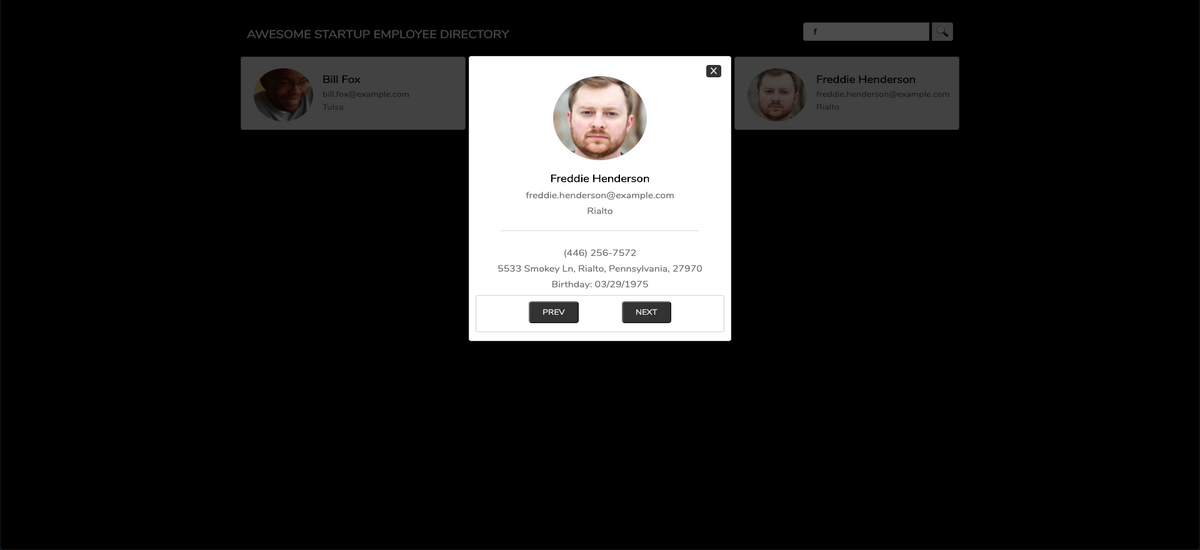 AWESOME STARTUP EMPLOYEE DIRECTORY
f
Bill Fox
bill.fox@example.com
Tulsa
X
Freddie Henderson
freddie.henderson@example.com
Rialto
(446) 256-7572
5533 Smokey Ln, Rialto, Pennsylvania, 27970
Birthday: 03/29/1975
PREV NEXT
Freddie Henderson
freddie.henderson@example.com
Rialto